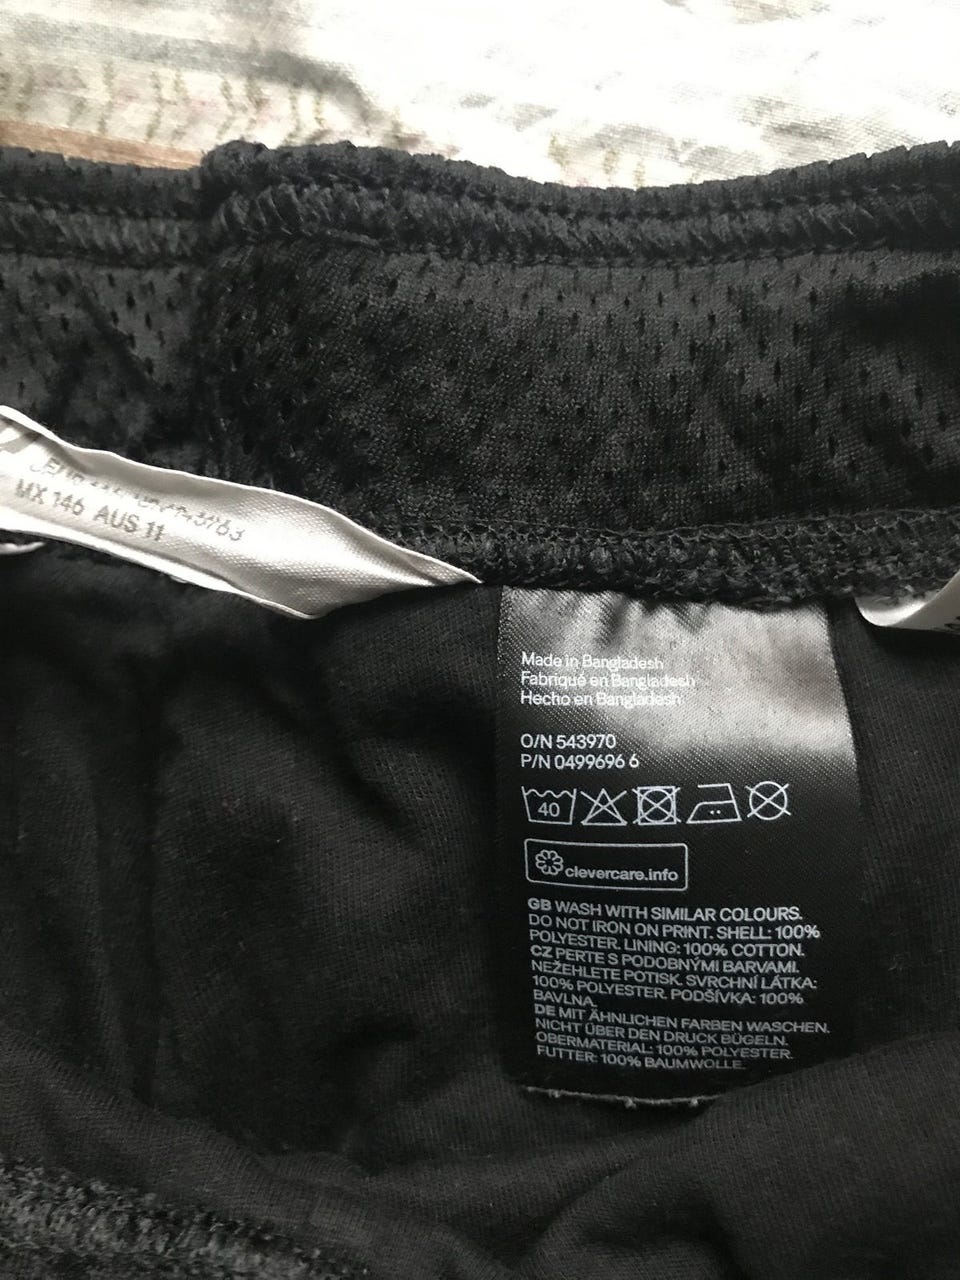 MX 146 AUS 11
Made in Bangladesh
Fabriqué en Bangladesh
Hecho en Bangladesh
O/N 543970
P/N 0499696 6
40
clevercare.info
GB WASH WITH SIMILAR COLOURS.
DO NOT IRON ON PRINT. SHELL: 100%
POLYESTER. LINING: 100% COTTON.
CZ PERTE S PODOBNÝMI BARVAMI.
NEŽEHLETE POTISK. SVRCHNÍ LÁTKA:
100% POLYESTER. PODŠÍVKA: 100%
BAVLNA.
DE MIT ÄHNLICHEN FARBEN WASCHEN.
NICHT ÜBER DEN DRUCK BÜGELN.
OBERMATERIAL: 100% POLYESTER.
FUTTER: 100% BAUMWOLLE.